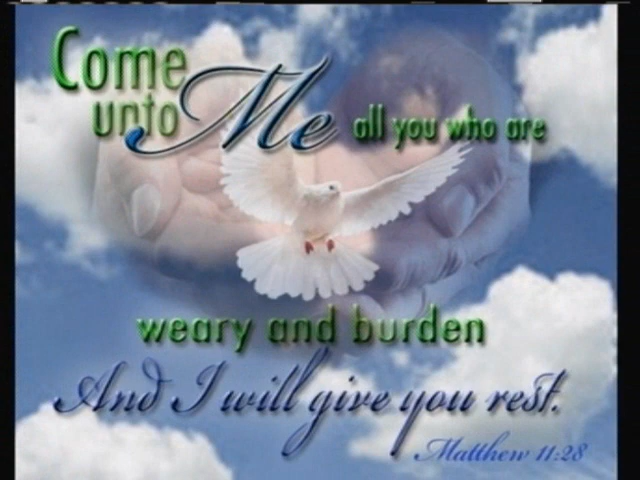 Come
unto Me all you who are
weary and burden
And I will give you rest.
Matthew 11:28